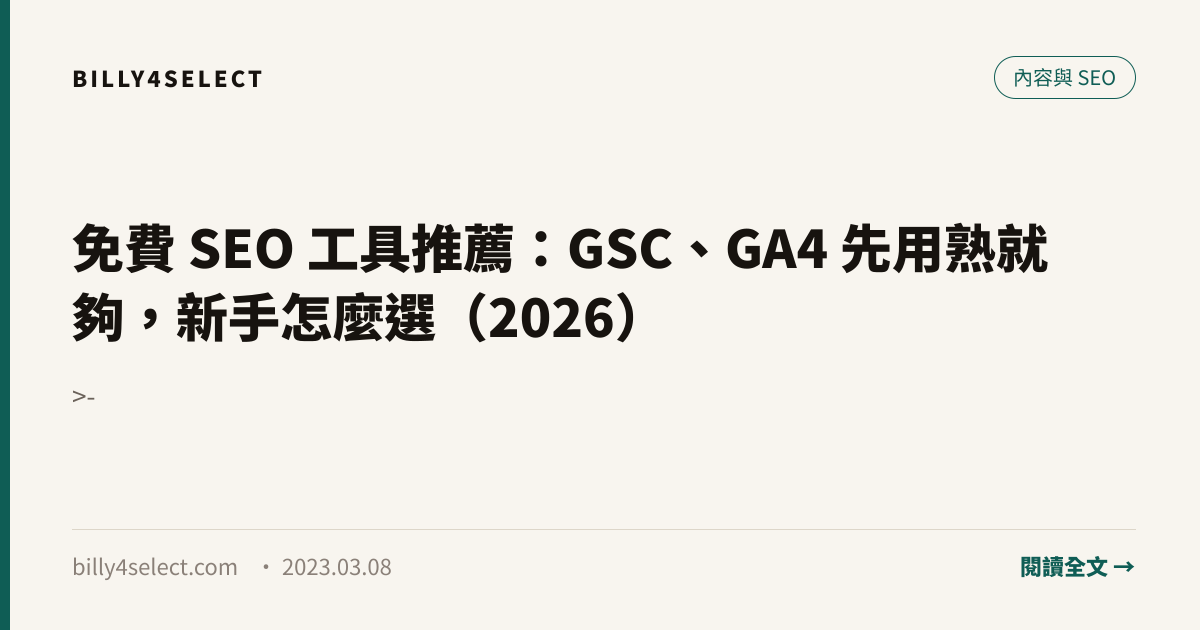 BILLY4SELECT
內容與 SEO
免費 SEO 工具推薦：GSC、GA4 先用熟就
夠，新手怎麼選（2026）
>-
billy4select.com ・ 2023.03.08
閱讀全文 →